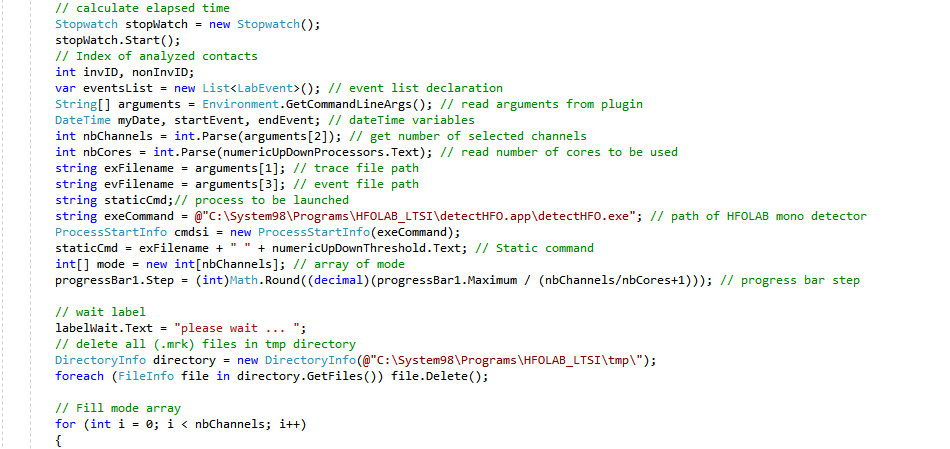 // calculate elapsed time
Stopwatch stopWatch = new Stopwatch();
stopWatch.Start();
// Index of analyzed contacts
int invID, nonInvID;
var eventsList = new List<LabEvent>(); // event list declaration
String[] arguments = Environment.GetCommandLineArgs(); // read arguments from plugin
DateTime myDate, startEvent, endEvent; // dateTime variables
int nbChannels = int.Parse(arguments[2]); // get number of selected channels
int nbCores = int.Parse(numericUpDownProcessors.Text); // read number of cores to be used
string exFilename = arguments[1]; // trace file path
string evFilename = arguments[3]; // event file path
string staticCmd;// process to be launched
string exeCommand = @"C:\System98\Programs\HFOLAB_LTSI\detectHFO.app\detectHFO.exe"; // path of HFOLAB mono detector
ProcessStartInfo cmdsi = new ProcessStartInfo(exeCommand);
staticCmd = exFilename + " " + numericUpDownThreshold.Text; // Static command
int[] mode = new int[nbChannels]; // array of mode
progressBar1.Step = (int)Math.Round((decimal)(progressBar1.Maximum / (nbChannels/nbCores+1))); // progress bar step
// wait label
labelWait.Text = "please wait ... ";
// delete all (.mrk) files in tmp directory
DirectoryInfo directory = new DirectoryInfo(@"C:\System98\Programs\HFOLAB_LTSI\tmp\");
foreach (FileInfo file in directory.GetFiles()) file.Delete();
// Fill mode array
for (int i = 0; i < nbChannels; i++)
{